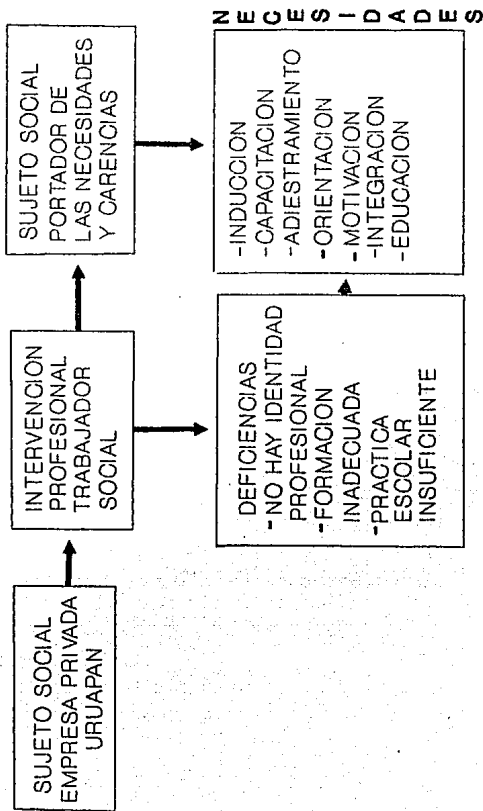 SUJETO SOCIAL
EMPRESA PRIVADA
URUAPAN
INTERVENCION
PROFESIONAL
TRABAJADOR
SOCIAL
SUJETO SOCIAL
PORTADOR DE
LAS NECESIDADES
Y CARENCIAS
DEFICIENCIAS
- NO HAY IDENTIDAD
PROFESIONAL
- FORMACION
INADECUADA
-PRACTICA
ESCOLAR
INSUFICIENTE
-INDUCCION
-CAPACITACION
-ADIESTRAMIENTO
-ORIENTACION
-MOTIVACION
-INTEGRACION
-EDUCACION
NECESIDADES